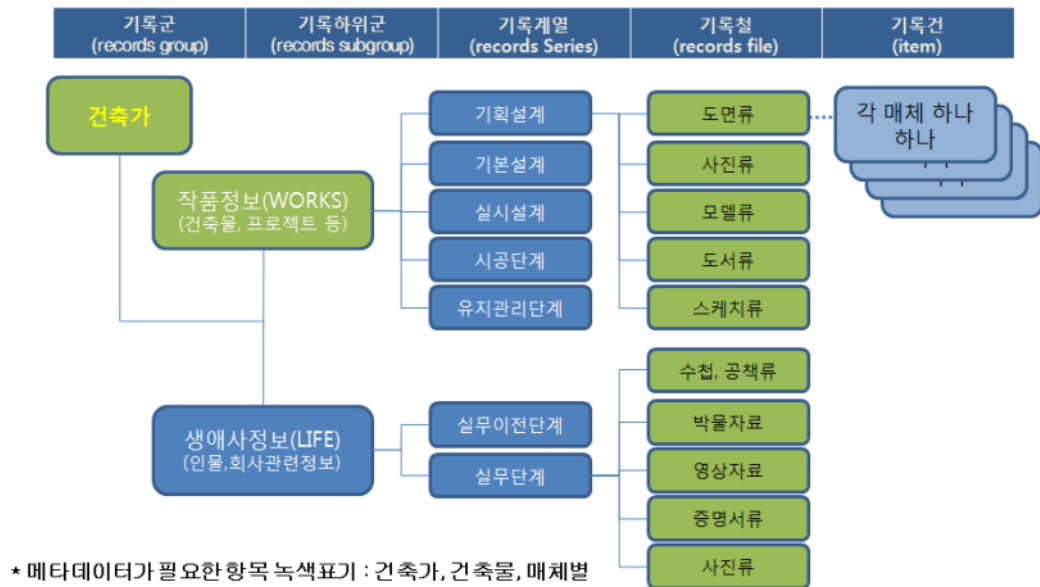 기록군
(records group)
기록하위군
(records subgroup)
기록계열
(records Series)
기록철
(records file)
기록건
(item)
건축가
작품정보(WORKS)
(건축물, 프로젝트 등)
기획설계
기본설계
실시설계
시공단계
유지관리단계
도면류
사진류
모델류
도서류
스케치류
각 매체 하나
하나
생애사정보(LIFE)
(인물,회사관련정보)
실무이전단계
실무단계
수첩, 공책류
박물자료
영상자료
증명서류
사진류
* 메타데이터가 필요한 항목 녹색표기 : 건축가, 건축물, 매체별